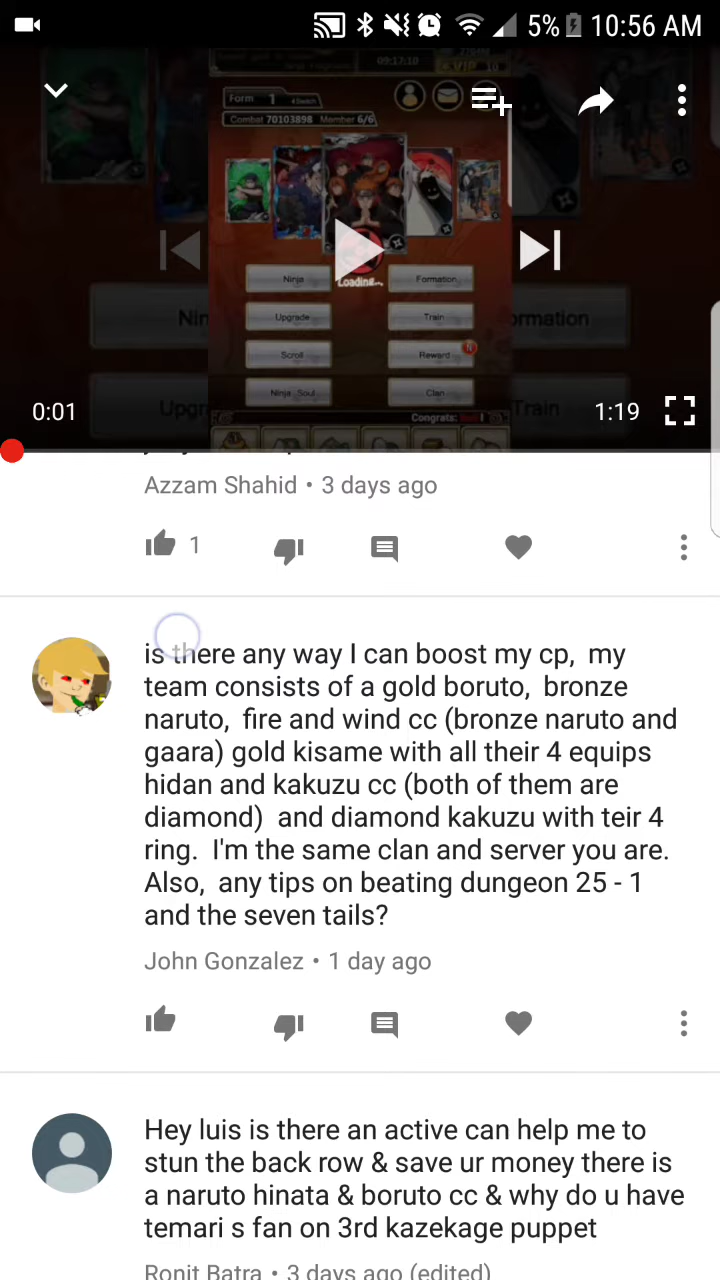 5% 10:56 AM
09:17:10
Form 1
Combat 70103898 Member 6/6
Ninja Formation
Loading...
Upgrade Train
Scroll Reward
Ninja Soul Clan
Congrats:
0:01 1:19
Azzam Shahid • 3 days ago
1
is there any way I can boost my cp, my
team consists of a gold boruto, bronze
naruto, fire and wind cc (bronze naruto and
gaara) gold kisame with all their 4 equips
hidan and kakuzu cc (both of them are
diamond) and diamond kakuzu with teir 4
ring. I'm the same clan and server you are.
Also, any tips on beating dungeon 25 - 1
and the seven tails?
John Gonzalez • 1 day ago
Hey luis is there an active can help me to
stun the back row & save ur money there is
a naruto hinata & boruto cc & why do u have
temari s fan on 3rd kazekage puppet
Ronit Batra • 3 days ago (edited)